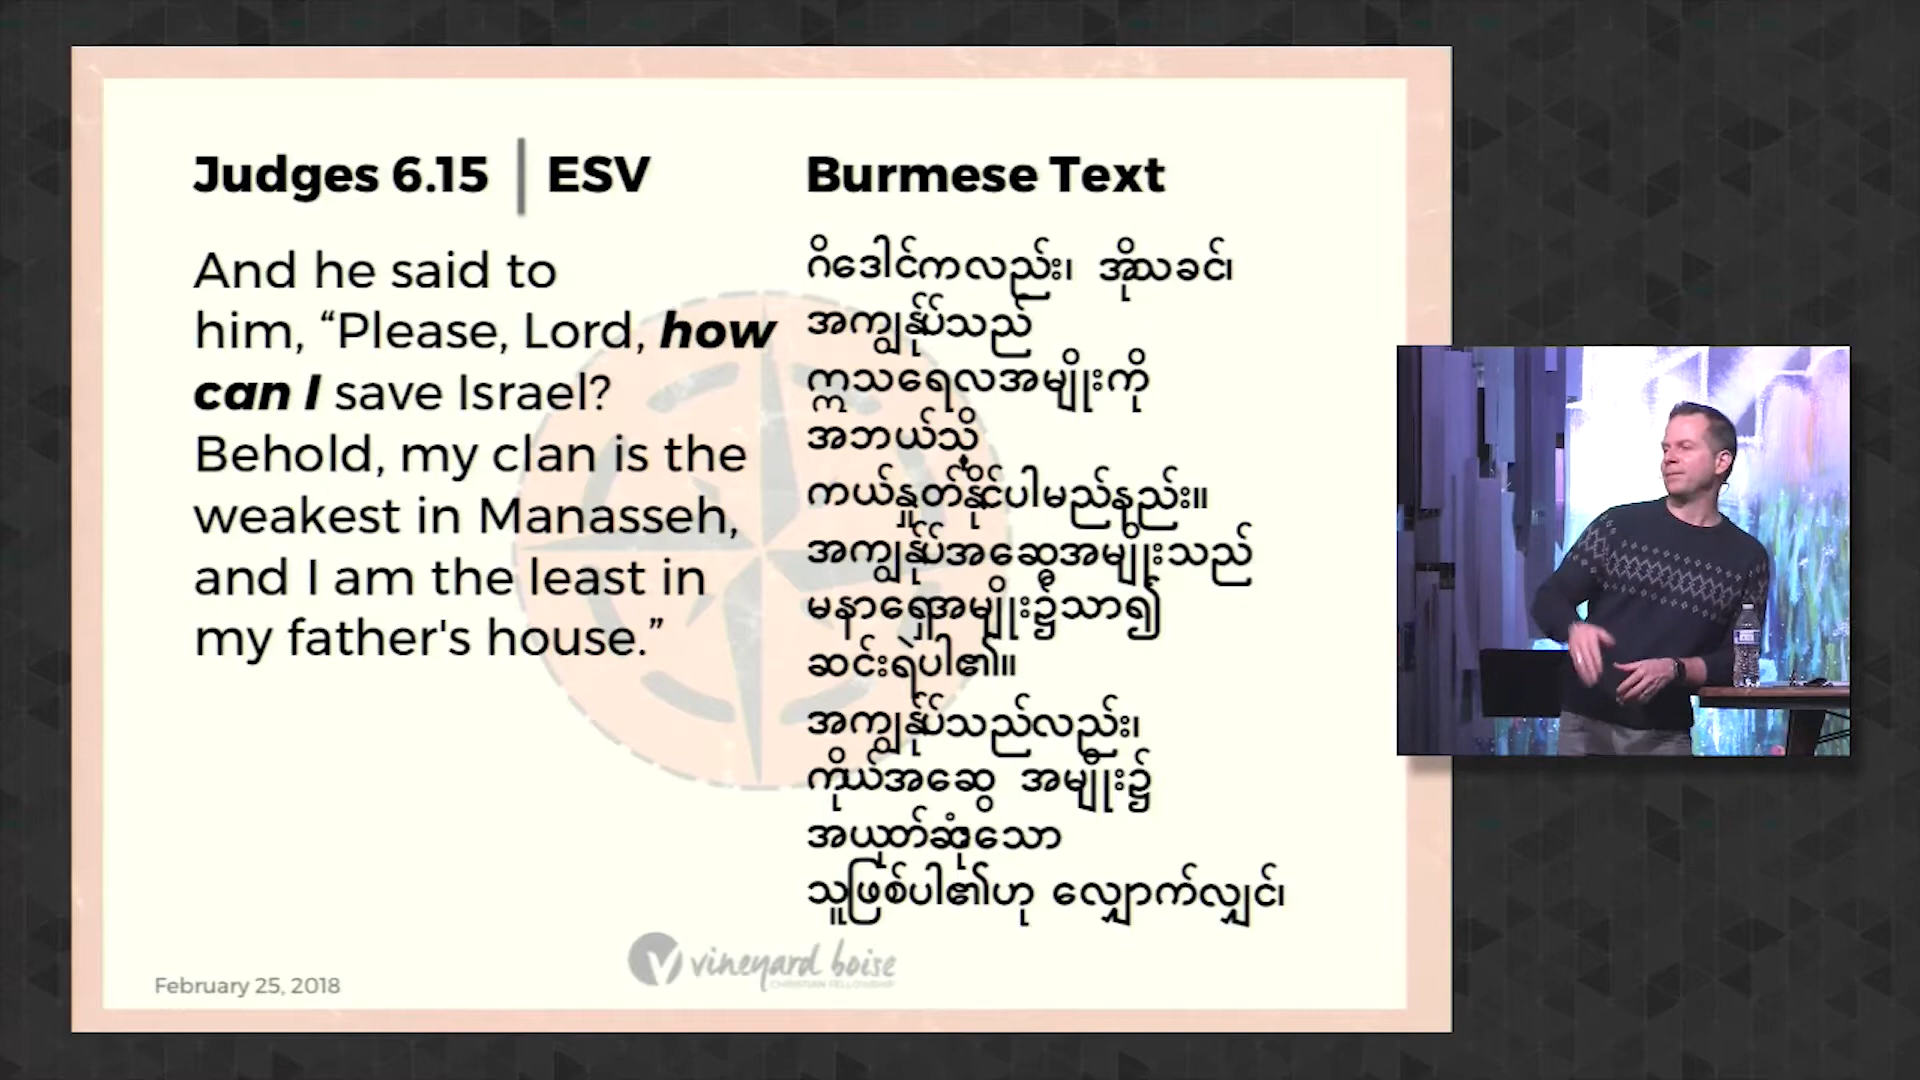 Judges 6.15 | ESV
And he said to
him, “Please, Lord, how
can I save Israel?
Behold, my clan is the
weakest in Manasseh,
and I am the least in
my father's house.”
Burmese Text
ဂိဒေါင်ကလည်း၊ အိုသခင်၊
အကျွန်ုပ်သည်
ဣသရေလအမျိုးကို
အဘယ်သို့
ကယ်နှုတ်နိုင်ပါမည်နည်း။
အကျွန်ုပ်အဆွေအမျိုးသည်
မနာရှေအမျိုး၌သာ၍
ဆင်းရဲပါ၏။
အကျွန်ုပ်သည်လည်း၊
ကိုယ်အဆွေ အမျိုး၌
အယုတ်ဆုံးသော
သူဖြစ်ပါ၏ဟု လျှောက်လျှင်၊
vineyard boise
CHRISTIAN FELLOWSHIP
February 25, 2018